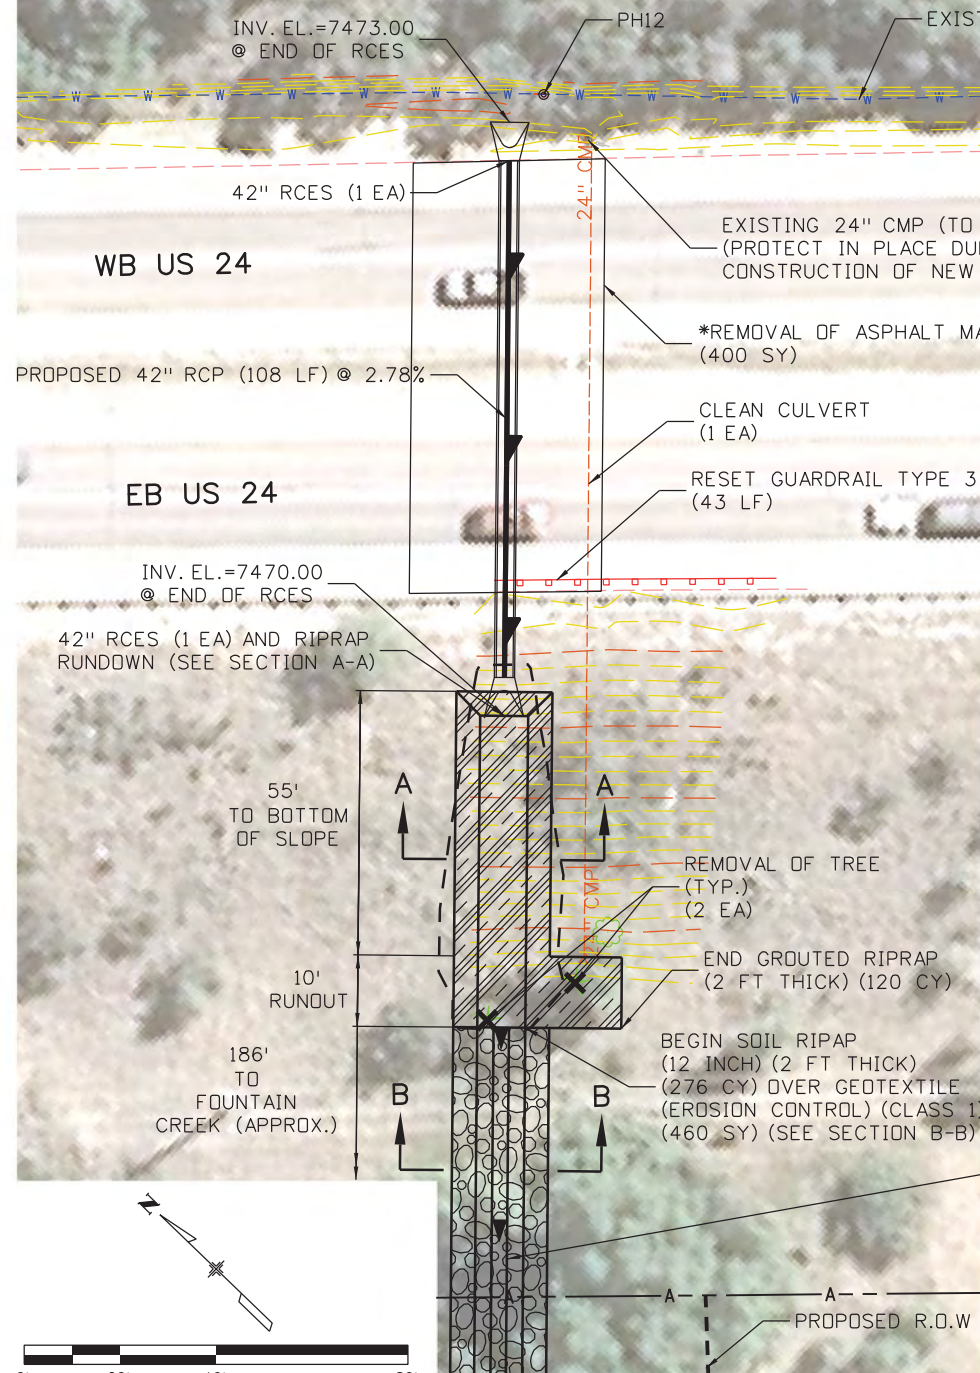 INV. EL.=7473.00
@ END OF RCES
PH12
W W W W W W W W W W W W W
42" RCES (1 EA)
24" CMP
EXISTING 24" CMP (TO
(PROTECT IN PLACE
CONSTRUCTION OF NEW
WB US 24
*REMOVAL OF ASPHALT
(400 SY)
PROPOSED 42" RCP (108 LF) @ 2.78%
CLEAN CULVERT
(1 EA)
EB US 24
RESET GUARDRAIL TYPE 3
(43 LF)
INV. EL.=7470.00
@ END OF RCES
42" RCES (1 EA) AND RIPRAP
RUNDOWN (SEE SECTION A-A)
55'
TO BOTTOM
OF SLOPE
A
A
REMOVAL OF TREE
(TYP.)
(2 EA)
CMP
END GROUTED RIPRAP
(2 FT THICK) (120 CY)
10'
RUNOUT
BEGIN SOIL RIPAP
(12 INCH) (2 FT THICK)
(276 CY) OVER GEOTEXTILE
(EROSION CONTROL) (CLASS 1)
(460 SY) (SEE SECTION B-B)
186'
TO
FOUNTAIN
CREEK (APPROX.)
B
B
N
A A A
PROPOSED R.O.W